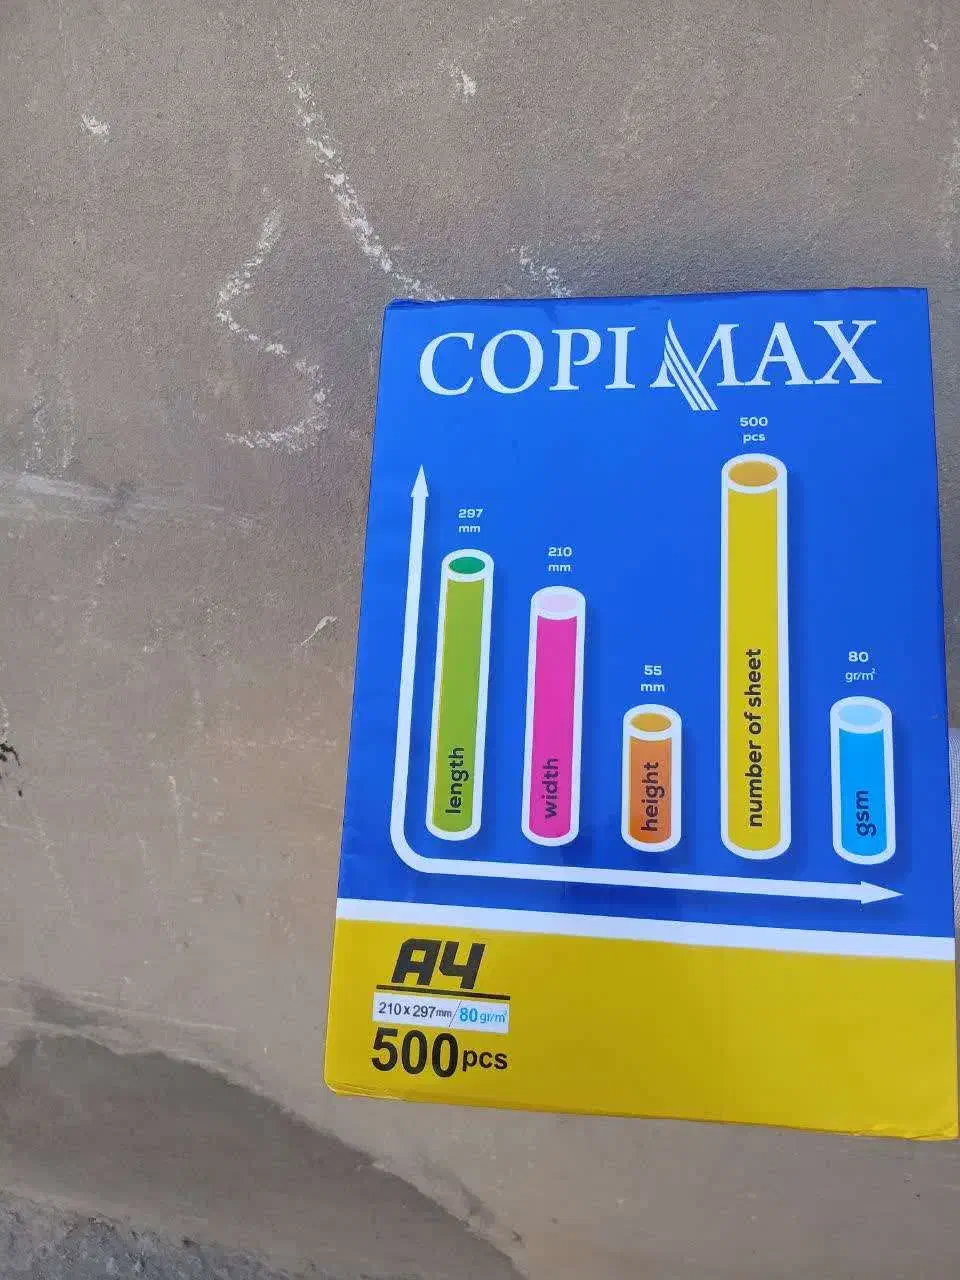 COPIMAX
500
pcs
297
mm
210
mm
55
mm
80
gr/m²
length
width
height
number of sheet
gsm
A4
210x297mm/80gr/m²
500pcs